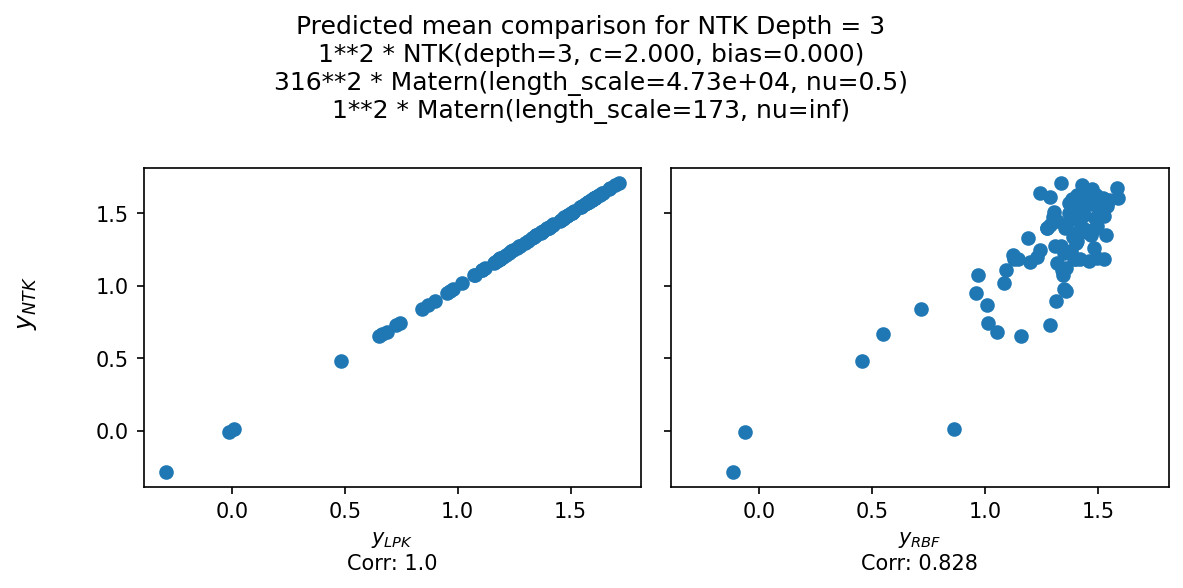 Predicted mean comparison for NTK Depth = 3
1**2 * NTK(depth=3, c=2.000, bias=0.000)
316**2 * Matern(length_scale=4.73e+04, nu=0.5)
1**2 * Matern(length_scale=173, nu=inf)
y_NTK
1.5
1.0
0.5
0.0
0.0 0.5 1.0 1.5
y_LPK
Corr: 1.0
0.0 0.5 1.0 1.5
y_RBF
Corr: 0.828